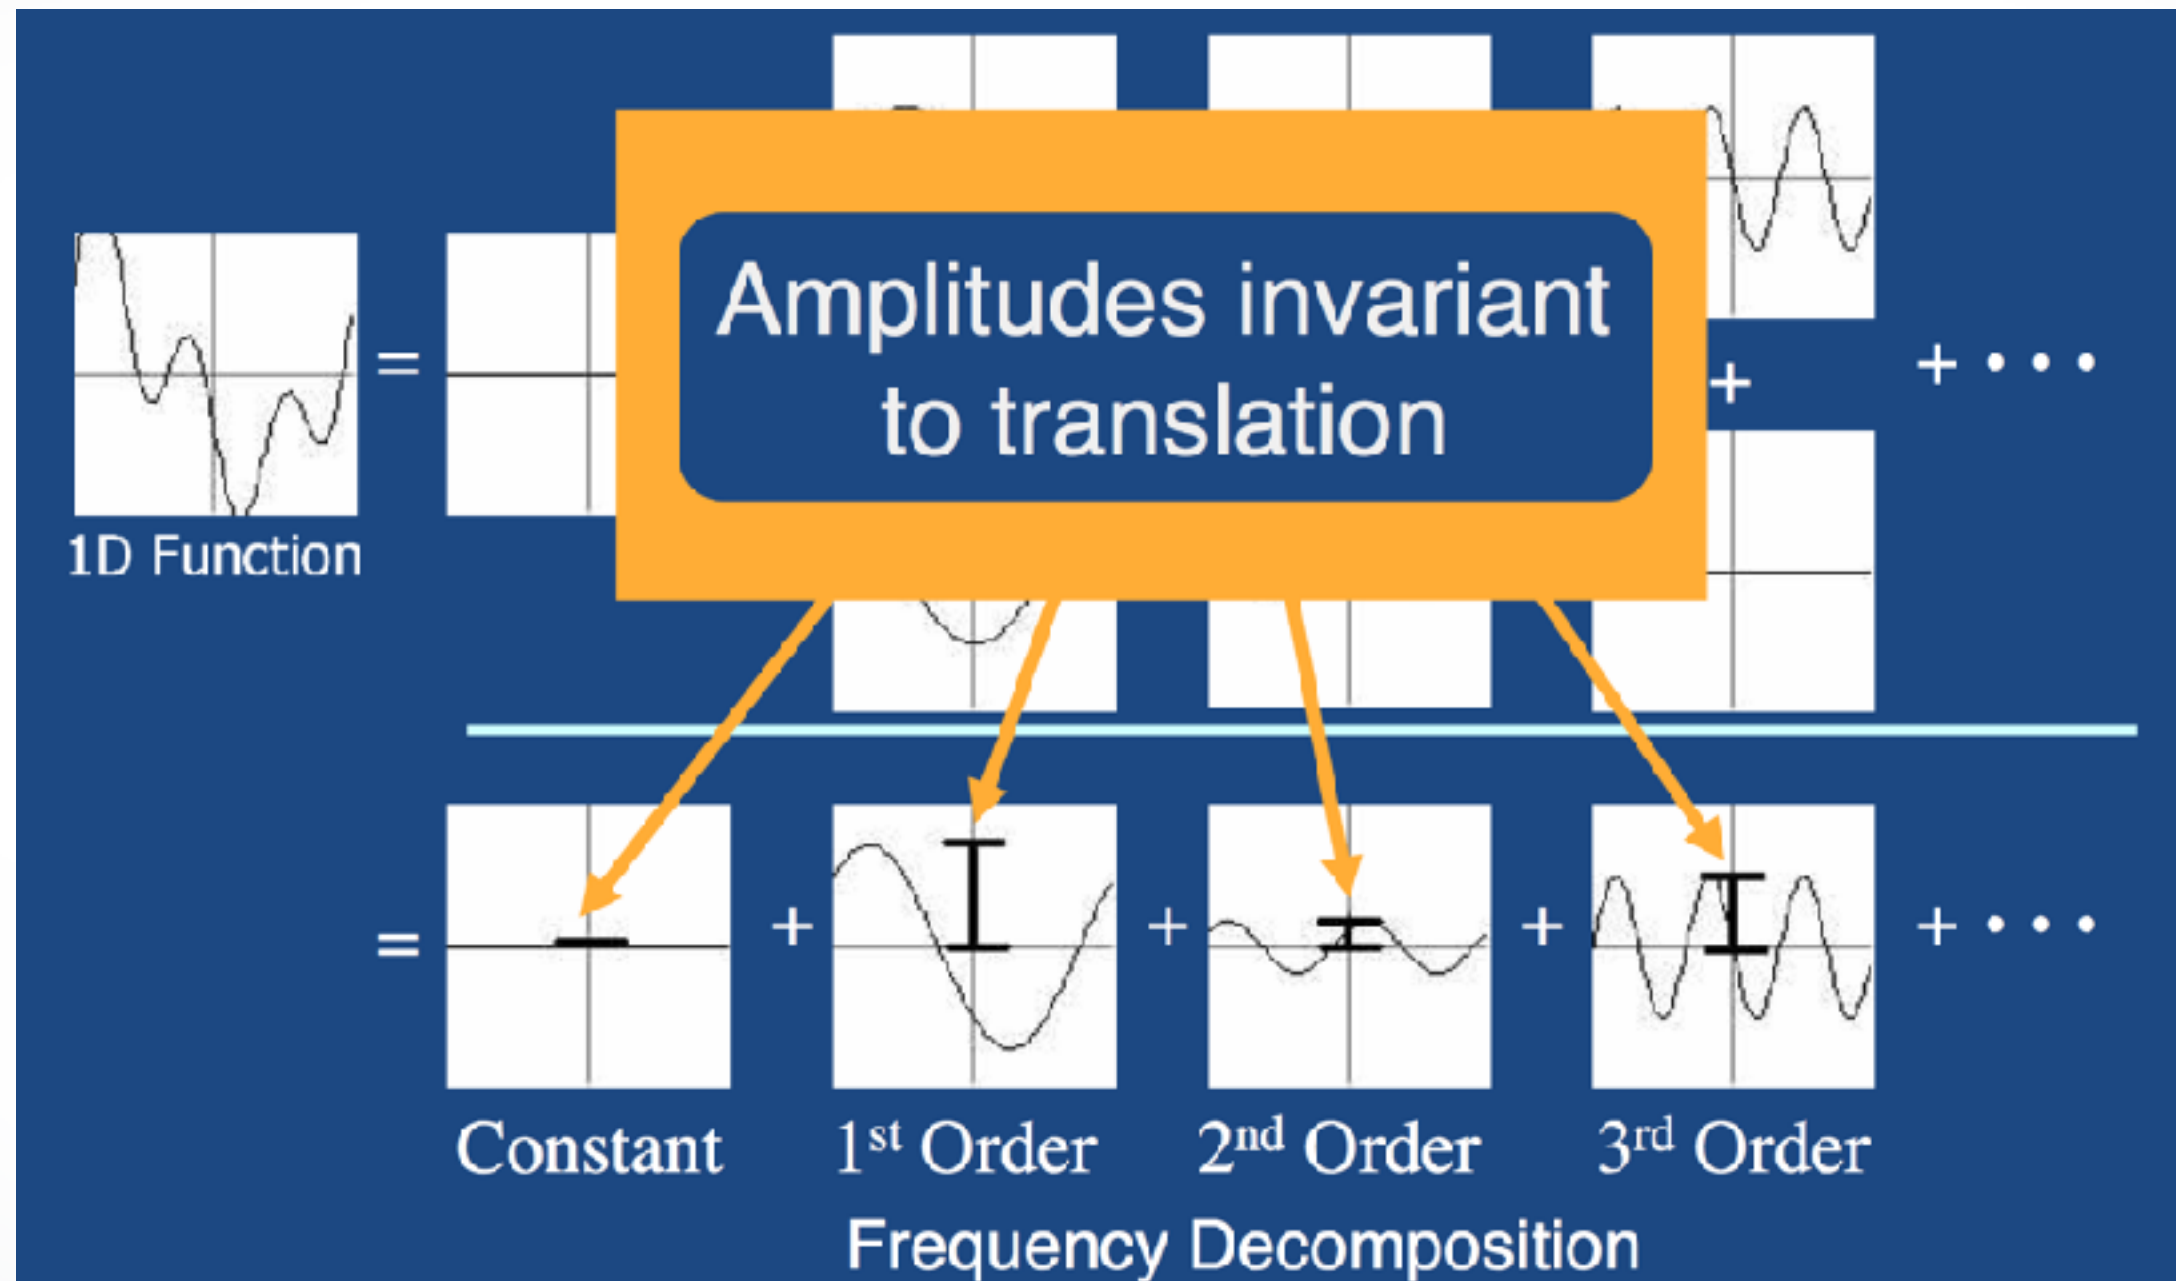 Amplitudes invariant
to translation
= + + • • •
1D Function
= + + + + • • •
Constant 1st Order 2nd Order 3rd Order
Frequency Decomposition